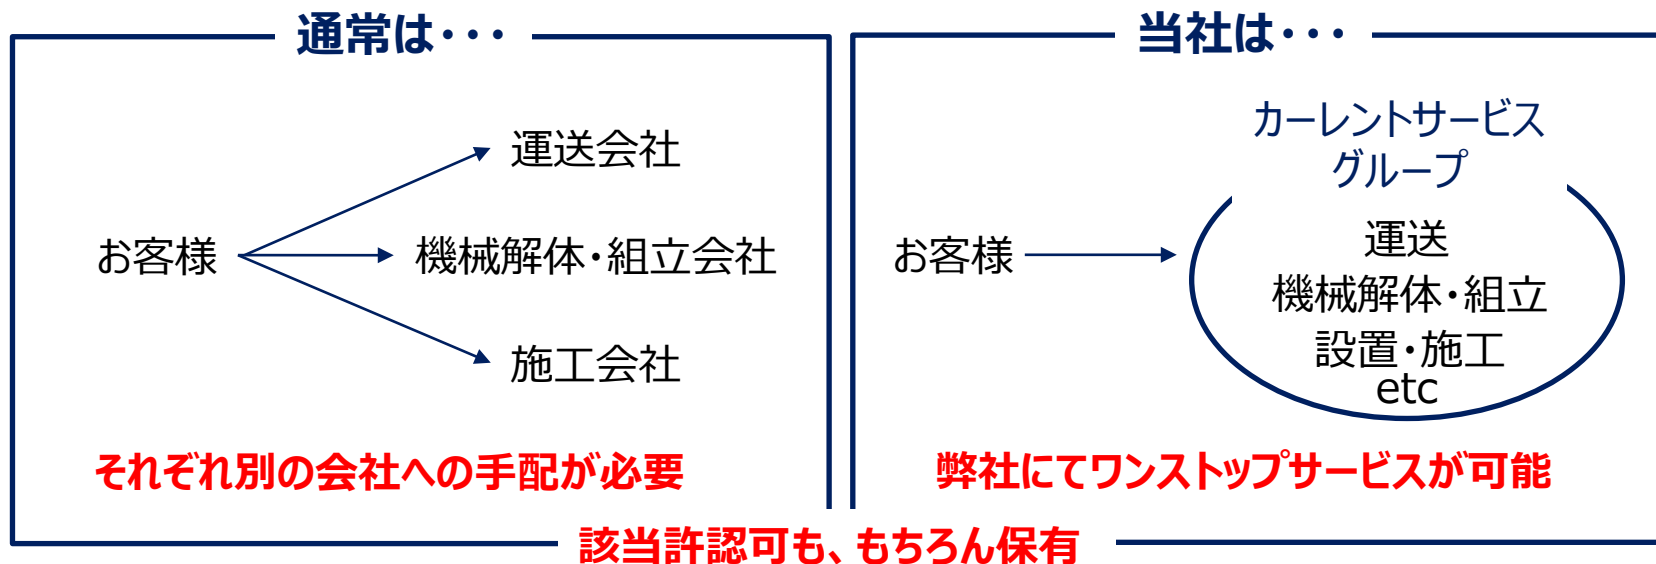 通常は・・・
運送会社
お客様
機械解体・組立会社
施工会社
それぞれ別の会社への手配が必要
当社は・・・
カーレントサービス
グループ
お客様
運送
機械解体・組立
設置・施工
etc
弊社にてワンストップサービスが可能
該当許認可も、もちろん保有